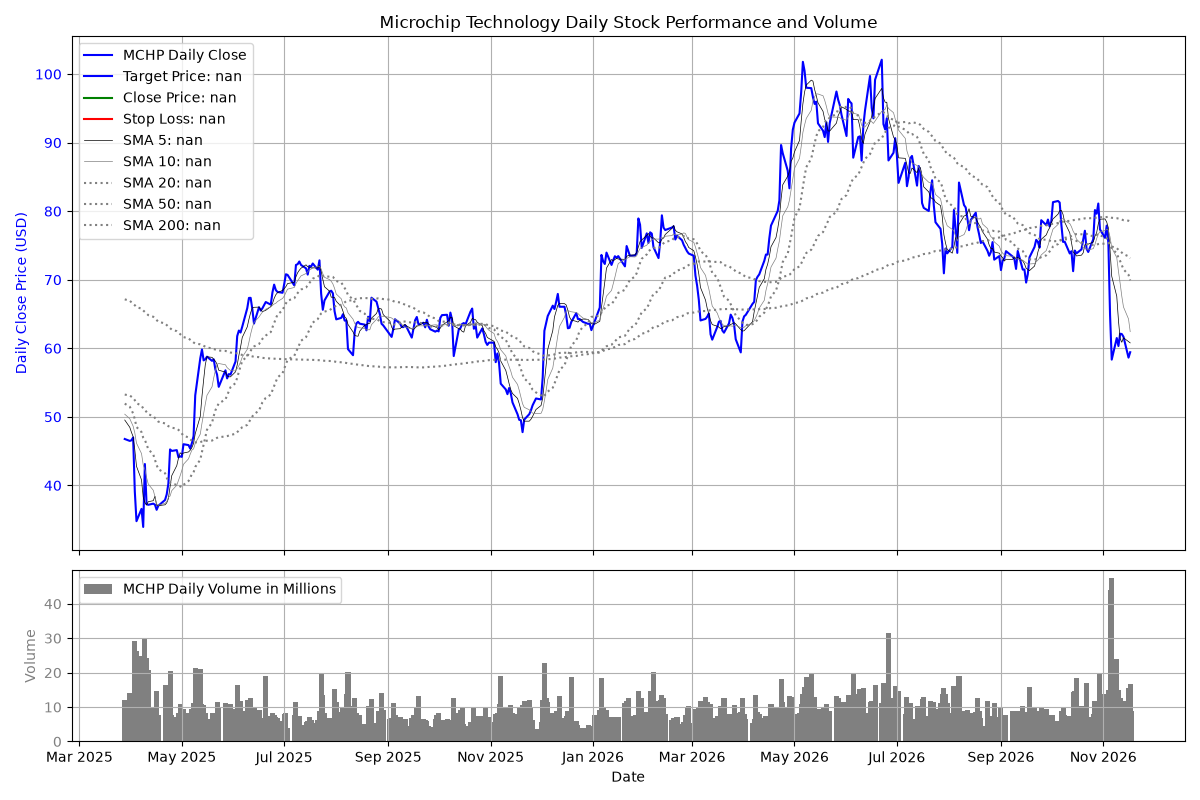 Microchip Technology Daily Stock Performance and Volume
MCHP Daily Close
Target Price: nan
Close Price: nan
Stop Loss: nan
SMA 5: nan
SMA 10: nan
SMA 20: nan
SMA 50: nan
SMA 200: nan
Daily Close Price (USD)
100
90
80
70
60
50
40
MCHP Daily Volume in Millions
Volume
40
30
20
10
0
Mar 2025 May 2025 Jul 2025 Sep 2025 Nov 2025 Jan 2026 Mar 2026 May 2026 Jul 2026 Sep 2026 Nov 2026
Date